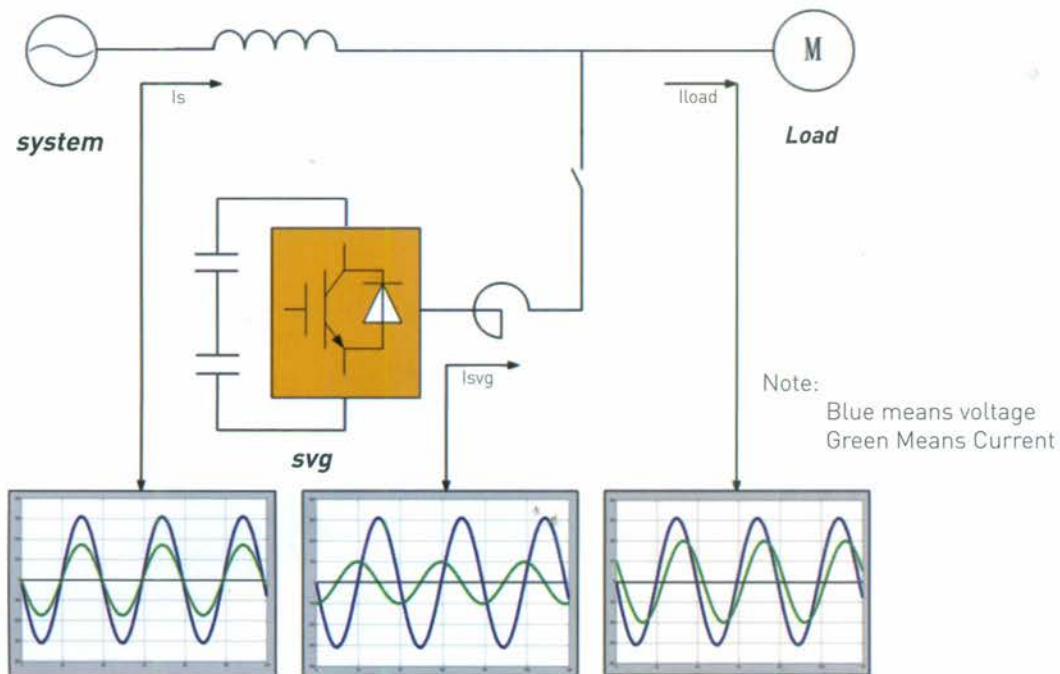 M
Is
Iload
system
Load
Isvg
Note:
Blue means voltage
Green Means Current
svg